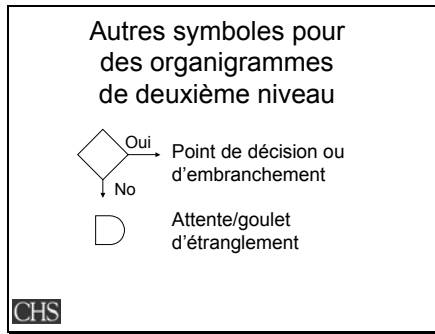 Autres symboles pour
des organigrammes
de deuxième niveau
Oui
Point de décision ou
d'embranchement
No
Attente/goulet
d'étranglement
CHS